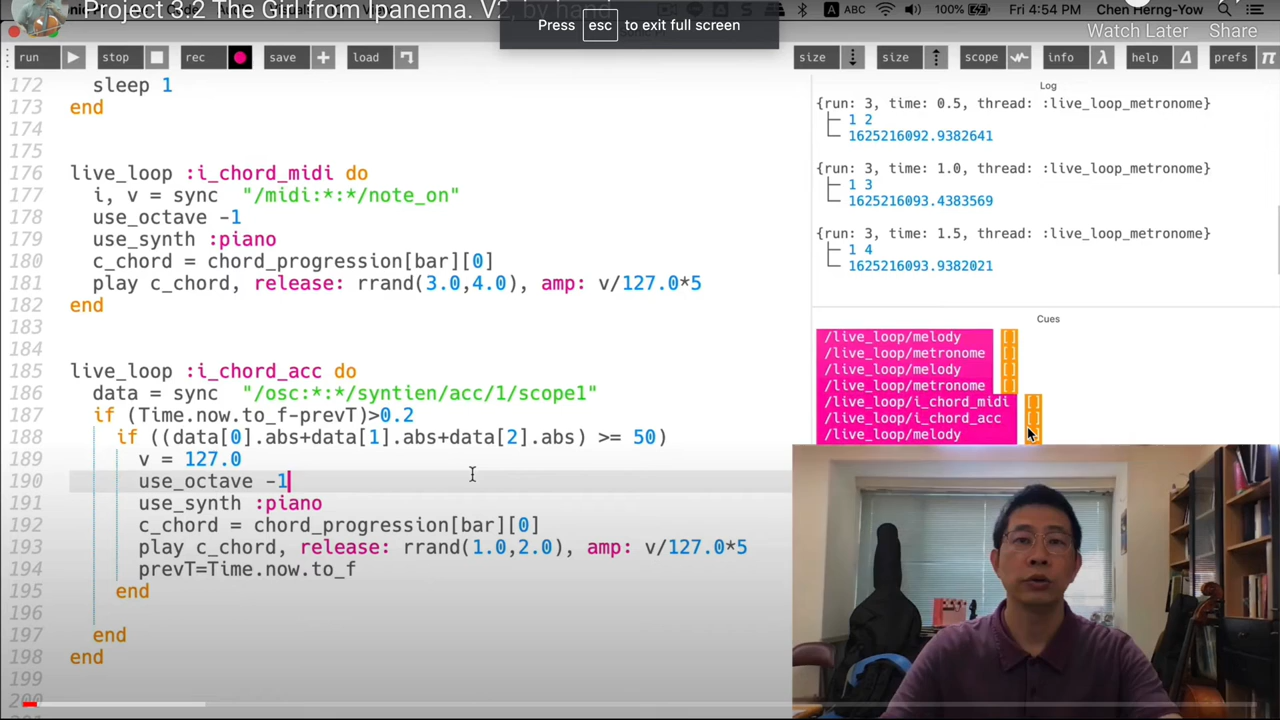 Project 3.2 The Girl from Ipanema. V2, by hand
Press esc to exit full screen
ABC 100% Fri 4:54 PM Chen Herng-Yow
Watch Later Share
run stop rec save + load size size scope info λ help Δ prefs π
172 sleep 1
173 end
174
175
176 live_loop :i_chord_midi do
177 i, v = sync "/midi:*:*/note_on"
178 use_octave -1
179 use_synth :piano
180 c_chord = chord_progression[bar][0]
181 play c_chord, release: rrand(3.0,4.0), amp: v/127.0*5
182 end
183
184
185 live_loop :i_chord_acc do
186 data = sync "/osc:*:*/syntien/acc/1/scope1"
187 if (Time.now.to_f-prevT)>0.2
188 if ((data[0].abs+data[1].abs+data[2].abs) >= 50)
189 v = 127.0
190 use_octave -1
191 use_synth :piano
192 c_chord = chord_progression[bar][0]
193 play c_chord, release: rrand(1.0,2.0), amp: v/127.0*5
194 prevT=Time.now.to_f
195 end
196
197 end
198 end
199
200
Log
{run: 3, time: 0.5, thread: :live_loop_metronome}
1 2
1625216092.9382641
{run: 3, time: 1.0, thread: :live_loop_metronome}
1 3
1625216093.4383569
{run: 3, time: 1.5, thread: :live_loop_metronome}
1 4
1625216093.9382021
Cues
/live_loop/melody []
/live_loop/metronome []
/live_loop/melody []
/live_loop/metronome []
/live_loop/i_chord_midi []
/live_loop/i_chord_acc []
/live_loop/melody []